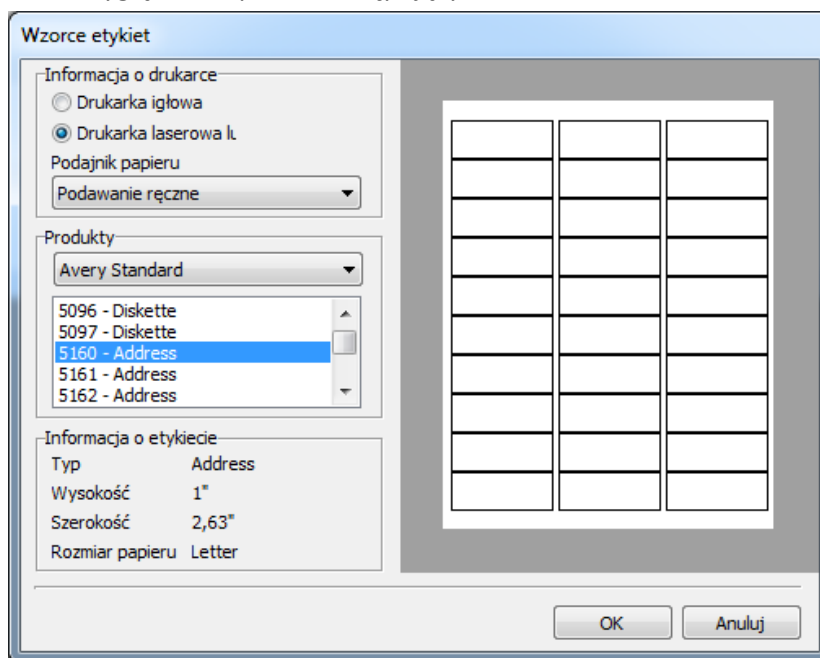 Wzorce etykiet
Informacja o drukarce
Drukarka igłowa
Drukarka laserowa
Podajnik papieru
Podawanie ręczne
Produkty
Avery Standard
5096 - Diskette
5097 - Diskette
5160 - Address
5161 - Address
5162 - Address
Informacja o etykiecie
Typ Address
Wysokość 1"
Szerokość 2,63"
Rozmiar papieru Letter
OK Anuluj